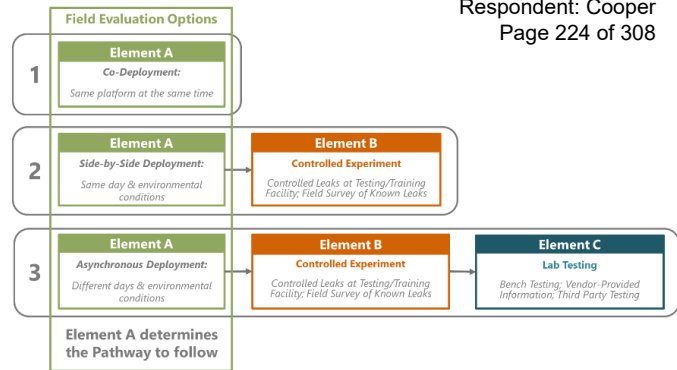 Respondent: Cooper
Page 224 of 308
Field Evaluation Options
1
Element A
Co-Deployment:
Same platform at the same time
2
Element A
Side-by-Side Deployment:
Same day & environmental
conditions
Element B
Controlled Experiment
Controlled Leaks at Testing/Training
Facility; Field Survey of Known Leaks
3
Element A
Asynchronous Deployment:
Different days & environmental
conditions
Element B
Controlled Experiment
Controlled Leaks at Testing/Training
Facility; Field Survey of Known Leaks
Element C
Lab Testing
Bench Testing; Vendor-Provided
Information; Third Party Testing
Element A determines
the Pathway to follow